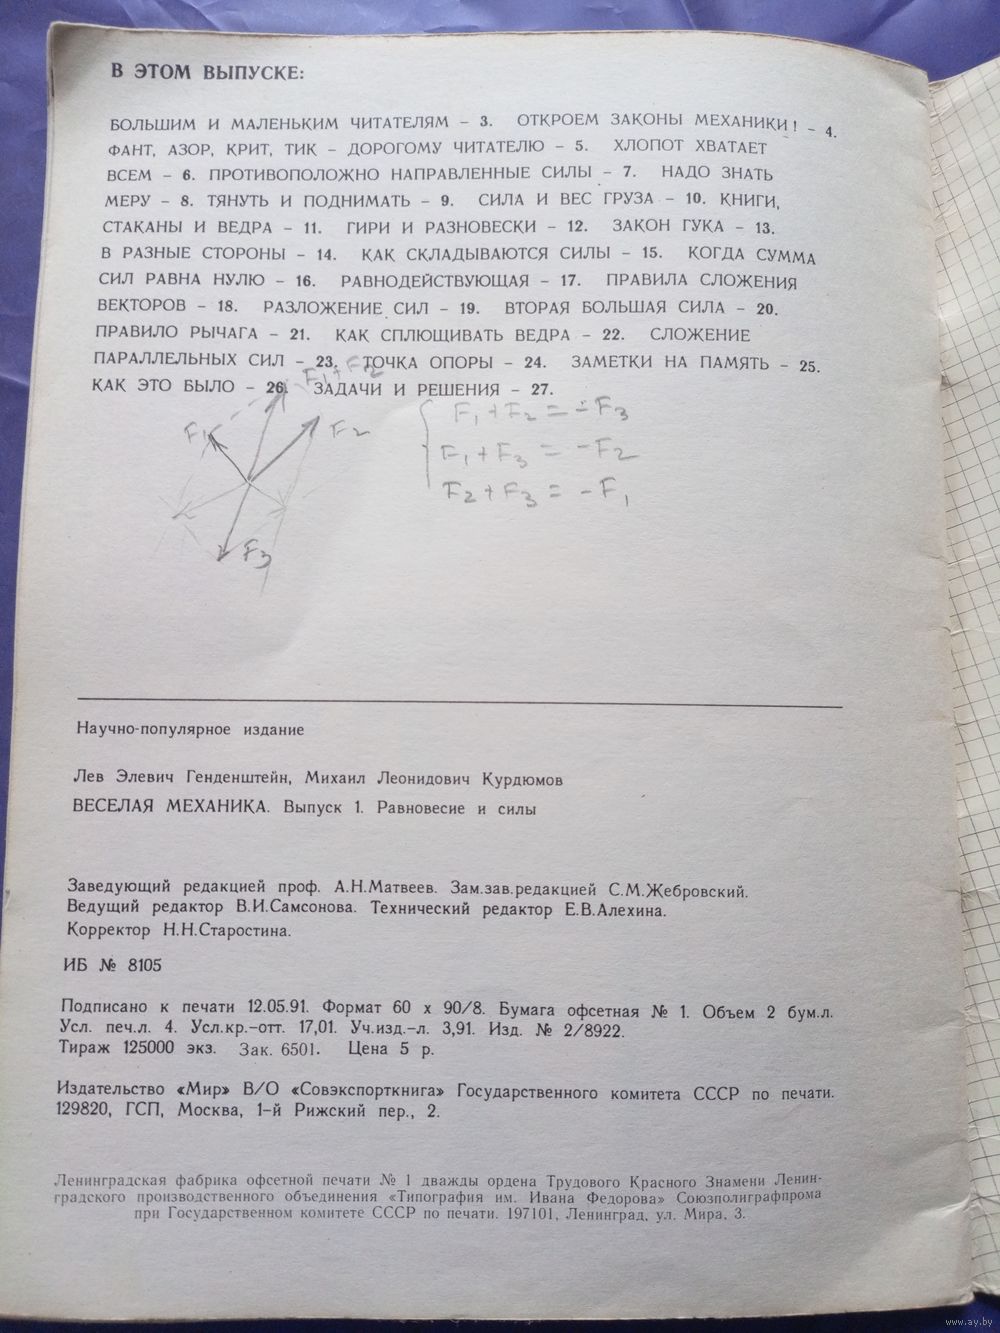 В ЭТОМ ВЫПУСКЕ:
БОЛЬШИМ И МАЛЕНЬКИМ ЧИТАТЕЛЯМ – 3. ОТКРОЕМ ЗАКОНЫ МЕХАНИКИ! – 4.
ФАНТ, АЗОР, КРИТ, ТИК – ДОРОГОМУ ЧИТАТЕЛЮ – 5. ХЛОПОТ ХВАТАЕТ
ВСЕМ – 6. ПРОТИВОПОЛОЖНО НАПРАВЛЕННЫЕ СИЛЫ – 7. НАДО ЗНАТЬ
МЕРУ – 8. ТЯНУТЬ И ПОДНИМАТЬ – 9. СИЛА И ВЕС ГРУЗА – 10. КНИГИ,
СТАКАНЫ И ВЕДРА – 11. ГИРИ И РАЗНОВЕСКИ – 12. ЗАКОН ГУКА – 13.
В РАЗНЫЕ СТОРОНЫ – 14. КАК СКЛАДЫВАЮТСЯ СИЛЫ – 15. КОГДА СУММА
СИЛ РАВНА НУЛЮ – 16. РАВНОДЕЙСТВУЮЩАЯ – 17. ПРАВИЛА СЛОЖЕНИЯ
ВЕКТОРОВ – 18. РАЗЛОЖЕНИЕ СИЛ – 19. ВТОРАЯ БОЛЬШАЯ СИЛА – 20.
ПРАВИЛО РЫЧАГА – 21. КАК СПЛЮЩИВАТЬ ВЕДРА – 22. СЛОЖЕНИЕ
ПАРАЛЛЕЛЬНЫХ СИЛ – 23. ТОЧКА ОПОРЫ – 24. ЗАМЕТКИ НА ПАМЯТЬ – 25.
КАК ЭТО БЫЛО – 26. ЗАДАЧИ И РЕШЕНИЯ – 27.
F1+F2
F1
F2
F3
F1+F2=-F3
F1+F3=-F2
F2+F3=-F1
Научно-популярное издание
Лев Элевич Генденштейн, Михаил Леонидович Курдюмов
ВЕСЕЛАЯ МЕХАНИКА. Выпуск 1. Равновесие и силы
Заведующий редакцией проф. А.Н.Матвеев. Зам.зав.редакцией С.М.Жебровский.
Ведущий редактор В.И.Самсонова. Технический редактор Е.В.Алехина.
Корректор Н.Н.Старостина.
ИБ № 8105
Подписано к печати 12.05.91. Формат 60 х 90/8. Бумага офсетная № 1. Объем 2 бум.л.
Усл. печ.л. 4. Усл.кр.-отт. 17,01. Уч.изд.-л. 3,91. Изд. № 2/8922.
Тираж 125000 экз. Зак. 6501. Цена 5 р.
Издательство «Мир» В/О «Совэкспорткнига» Государственного комитета СССР по печати.
129820, ГСП, Москва, 1-й Рижский пер., 2.
Ленинградская фабрика офсетной печати № 1 дважды ордена Трудового Красного Знамени Ленин-
градского производственного объединения «Типография им. Ивана Федорова» Союзполиграфпрома
при Государственном комитете СССР по печати. 197101, Ленинград, ул. Мира, 3.
www.ay.by